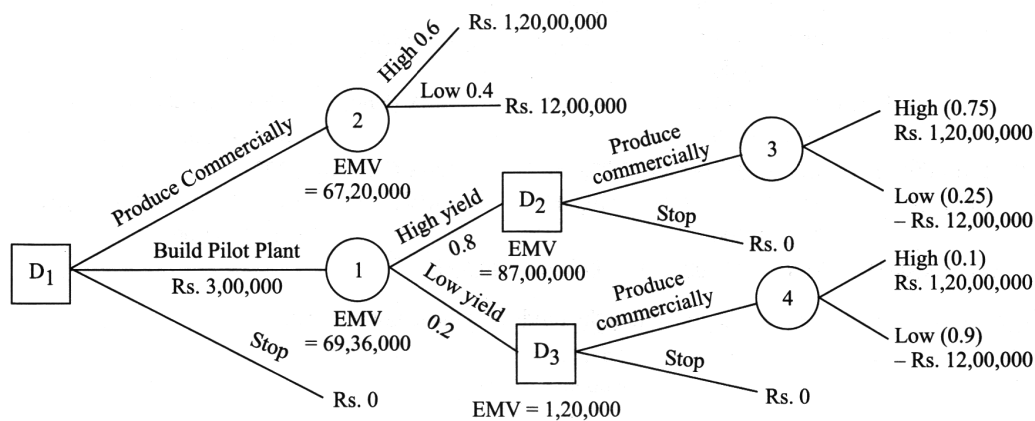 High 0.6
Rs. 1,20,00,000
Low 0.4
Rs. 12,00,000
2
EMV
= 67,20,000
Produce Commercially
D1
Build Pilot Plant
Rs. 3,00,000
1
EMV
= 69,36,000
Stop
Rs. 0
High yield
0.8
Low yield
0.2
D2
EMV
= 87,00,000
Produce
commercially
3
High (0.75)
Rs. 1,20,00,000
Low (0.25)
– Rs. 12,00,000
Stop
Rs. 0
D3
EMV = 1,20,000
Produce
commercially
4
High (0.1)
Rs. 1,20,00,000
Low (0.9)
– Rs. 12,00,000
Stop
Rs. 0